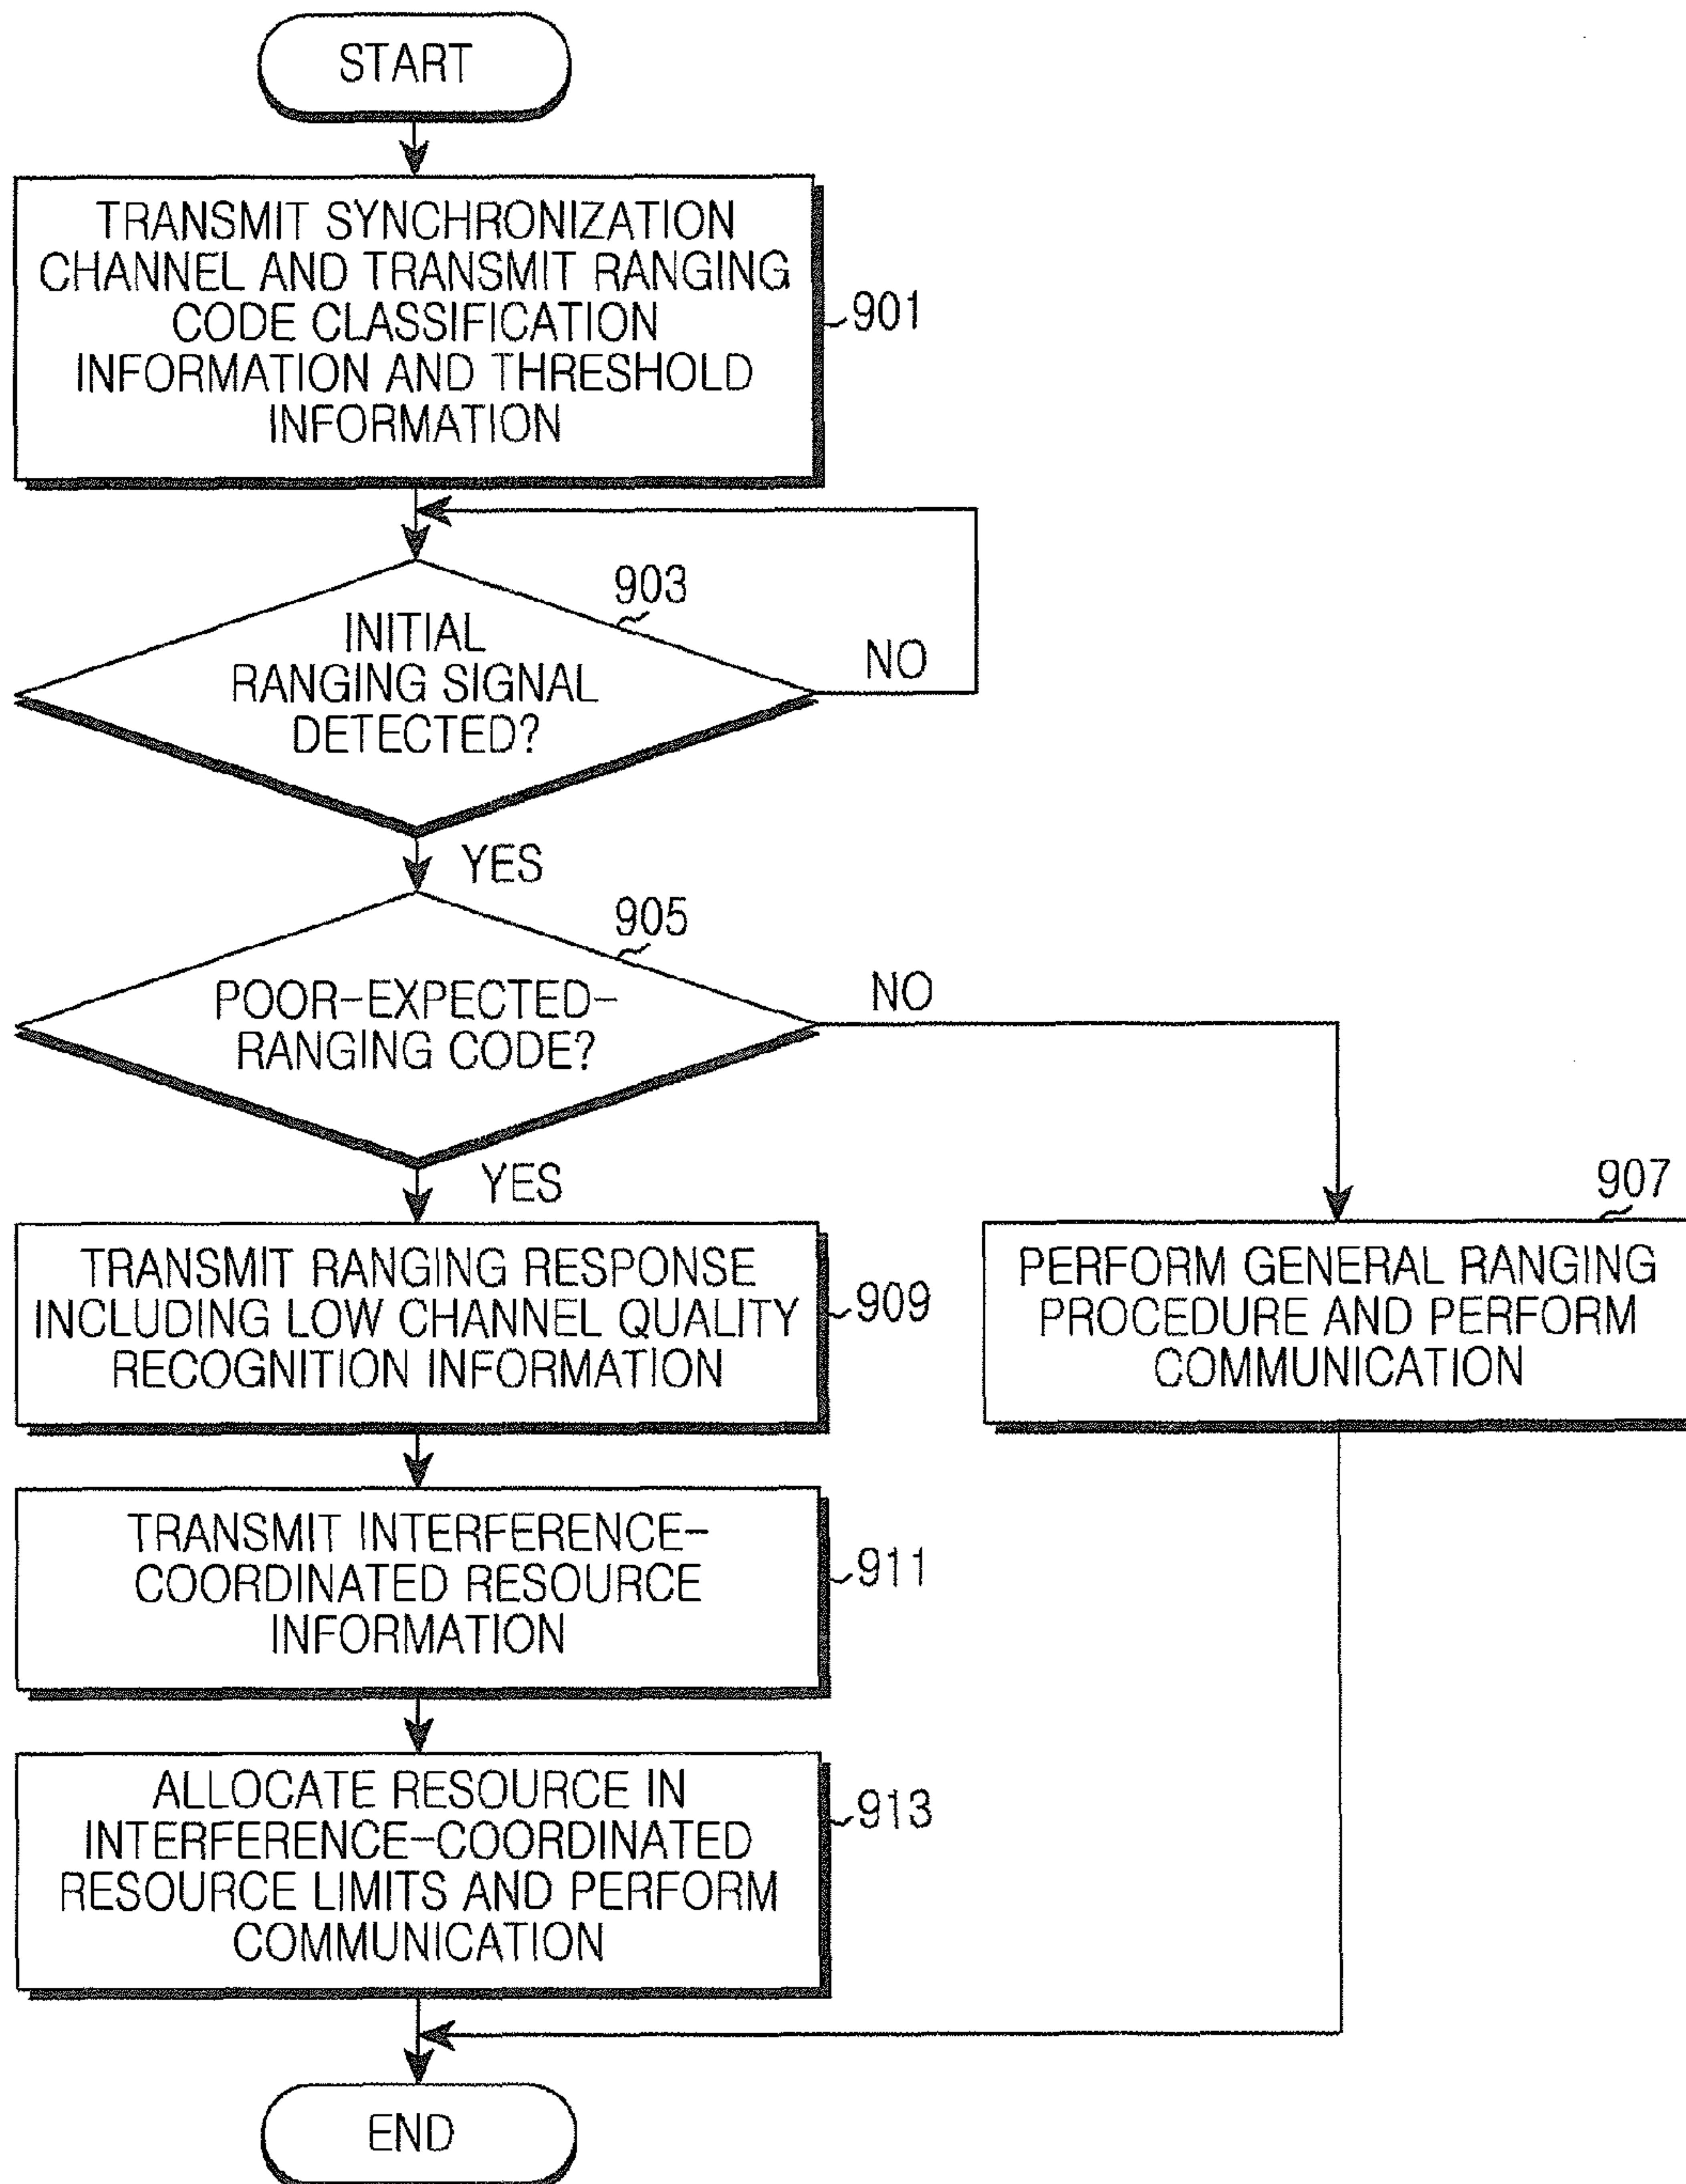 START
TRANSMIT SYNCHRONIZATION
CHANNEL AND TRANSMIT RANGING
CODE CLASSIFICATION
INFORMATION AND THRESHOLD
INFORMATION
901
903
INITIAL
RANGING SIGNAL
DETECTED?
NO
YES
905
POOR-EXPECTED-
RANGING CODE?
NO
YES
907
TRANSMIT RANGING RESPONSE
INCLUDING LOW CHANNEL QUALITY
RECOGNITION INFORMATION
909
PERFORM GENERAL RANGING
PROCEDURE AND PERFORM
COMMUNICATION
TRANSMIT INTERFERENCE-
COORDINATED RESOURCE
INFORMATION
911
ALLOCATE RESOURCE IN
INTERFERENCE-COORDINATED
RESOURCE LIMITS AND PERFORM
COMMUNICATION
913
END